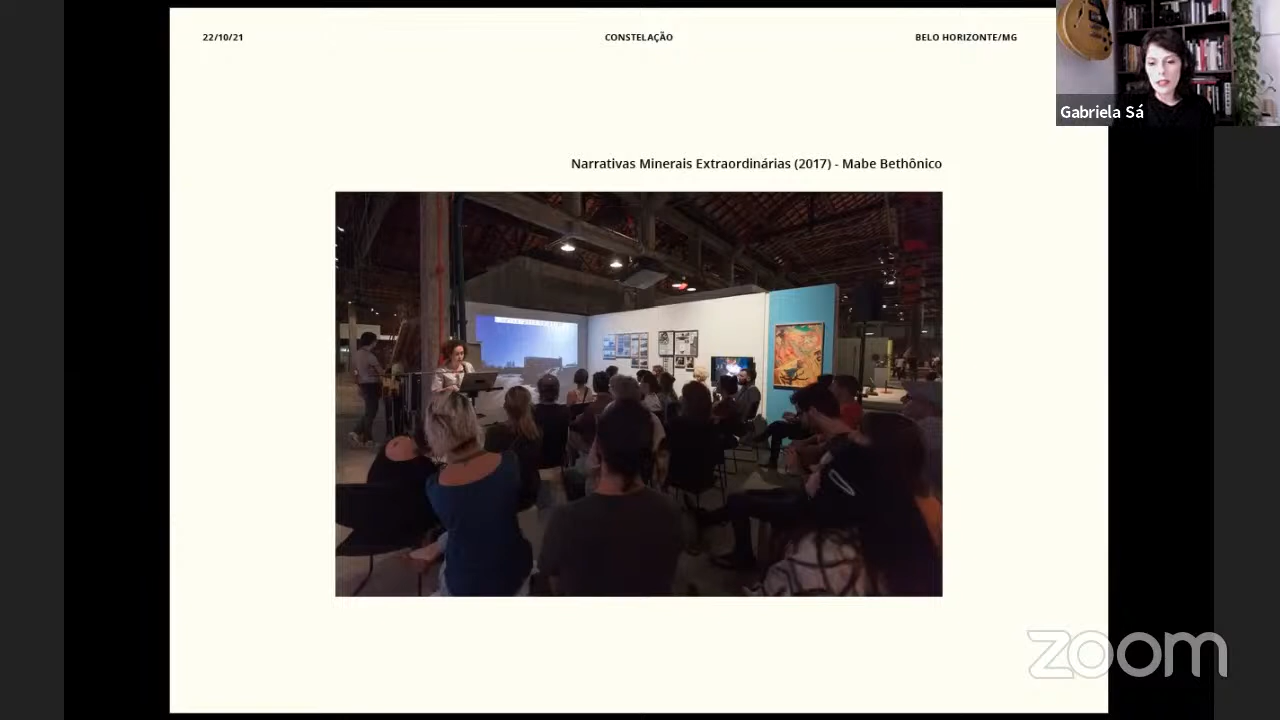 22/10/21
CONSTELAÇÃO
BELO HORIZONTE/MG
Gabriela Sá
Narrativas Minerais Extraordinárias (2017) - Mabe Bethônico
zoom